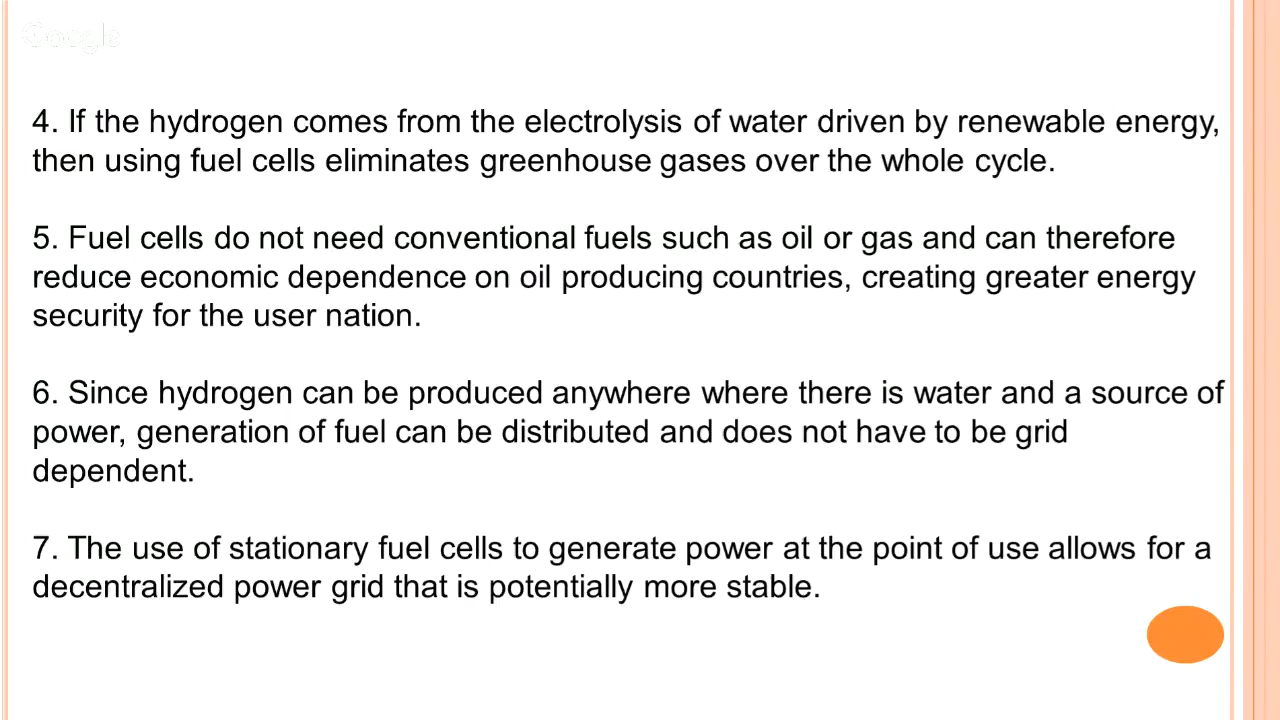 4. If the hydrogen comes from the electrolysis of water driven by renewable energy,
then using fuel cells eliminates greenhouse gases over the whole cycle.
5. Fuel cells do not need conventional fuels such as oil or gas and can therefore
reduce economic dependence on oil producing countries, creating greater energy
security for the user nation.
6. Since hydrogen can be produced anywhere where there is water and a source of
power, generation of fuel can be distributed and does not have to be grid
dependent.
7. The use of stationary fuel cells to generate power at the point of use allows for a
decentralized power grid that is potentially more stable.